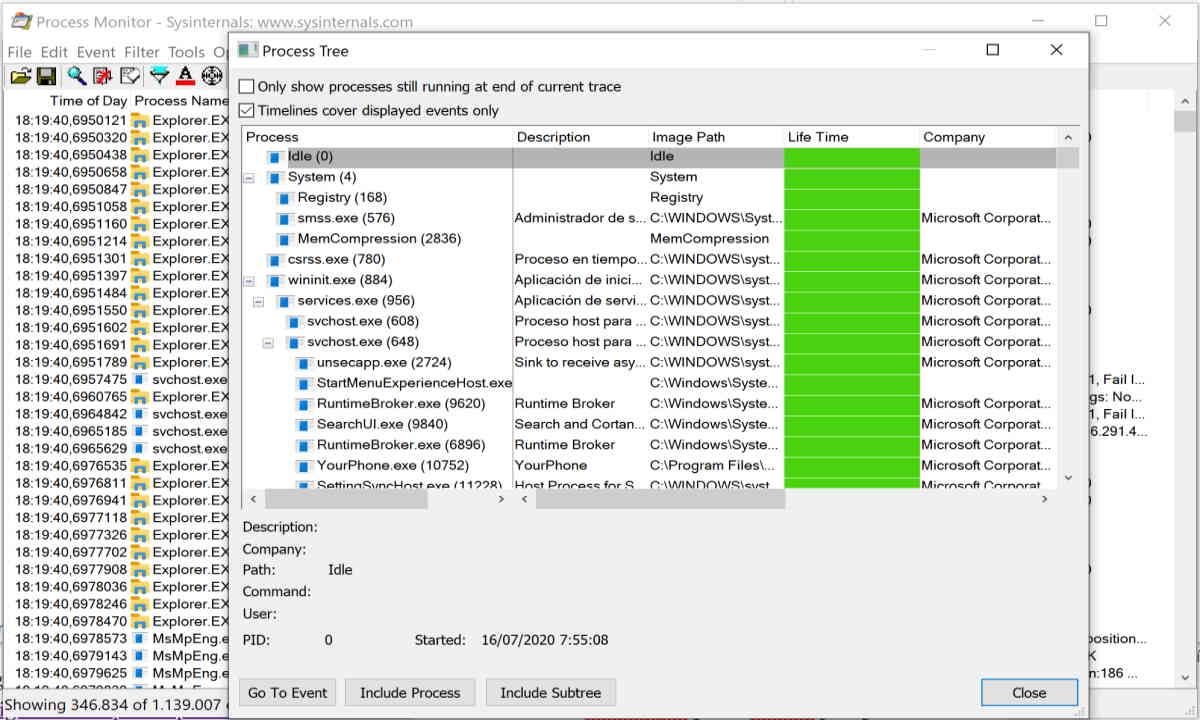 Process Monitor - Sysinternals: www.sysinternals.com
File Edit Event Filter Tools
Process Tree
Only show processes still running at end of current trace
Timelines cover displayed events only
Time of Day Process Name
Process Description Image Path Life Time Company
Idle (0) Idle
System (4) System
Registry (168) Registry
smss.exe (576) Administrador de s... C:\WINDOWS\Syst... Microsoft Corporat...
MemCompression (2836) MemCompression
csrss.exe (780) Proceso en tiempo... C:\WINDOWS\syst... Microsoft Corporat...
wininit.exe (884) Aplicación de inici... C:\WINDOWS\syst... Microsoft Corporat...
services.exe (956) Aplicación de servi... C:\WINDOWS\syst... Microsoft Corporat...
svchost.exe (608) Proceso host para ... C:\WINDOWS\syst... Microsoft Corporat...
svchost.exe (648) Proceso host para ... C:\WINDOWS\syst... Microsoft Corporat...
unsecapp.exe (2724) Sink to receive asy... C:\WINDOWS\syst... Microsoft Corporat...
StartMenuExperienceHost.exe C:\Windows\Syste...
RuntimeBroker.exe (9620) Runtime Broker C:\Windows\Syste... Microsoft Corporat...
SearchUI.exe (9840) Search and Cortan... C:\Windows\Syste... Microsoft Corporat...
RuntimeBroker.exe (6896) Runtime Broker C:\Windows\Syste... Microsoft Corporat...
YourPhone.exe (10752) YourPhone C:\Program Files\... Microsoft Corporat...
SettingSyncHost.exe (11228) Host Process for S... C:\WINDOWS\syst... Microsoft Corporat...
Description:
Company:
Path: Idle
Command:
User:
PID: 0 Started: 16/07/2020 7:55:08
Go To Event Include Process Include Subtree Close
18:19:40,6950121 Explorer.EX
18:19:40,6950320 Explorer.EX
18:19:40,6950438 Explorer.EX
18:19:40,6950658 Explorer.EX
18:19:40,6950847 Explorer.EX
18:19:40,6951058 Explorer.EX
18:19:40,6951160 Explorer.EX
18:19:40,6951214 Explorer.EX
18:19:40,6951301 Explorer.EX
18:19:40,6951397 Explorer.EX
18:19:40,6951484 Explorer.EX
18:19:40,6951550 Explorer.EX
18:19:40,6951602 Explorer.EX
18:19:40,6951691 Explorer.EX
18:19:40,6951789 Explorer.EX
18:19:40,6957475 svchost.exe 1, Fail I...
18:19:40,6960765 Explorer.EX gs: No...
18:19:40,6964842 svchost.exe 1, Fail I...
18:19:40,6965185 svchost.exe 6.291.4...
18:19:40,6965629 svchost.exe
18:19:40,6976535 Explorer.EX
18:19:40,6976811 Explorer.EX
18:19:40,6976941 Explorer.EX
18:19:40,6977118 Explorer.EX
18:19:40,6977326 Explorer.EX
18:19:40,6977702 Explorer.EX
18:19:40,6977908 Explorer.EX
18:19:40,6978036 Explorer.EX
18:19:40,6978246 Explorer.EX
18:19:40,6978470 Explorer.EX
18:19:40,6978573 MsMpEng.e position...
18:19:40,6979143 MsMpEng.e K
18:19:40,6979625 MsMpEng.e n:186 ...
Showing 346.834 of 1.139.007